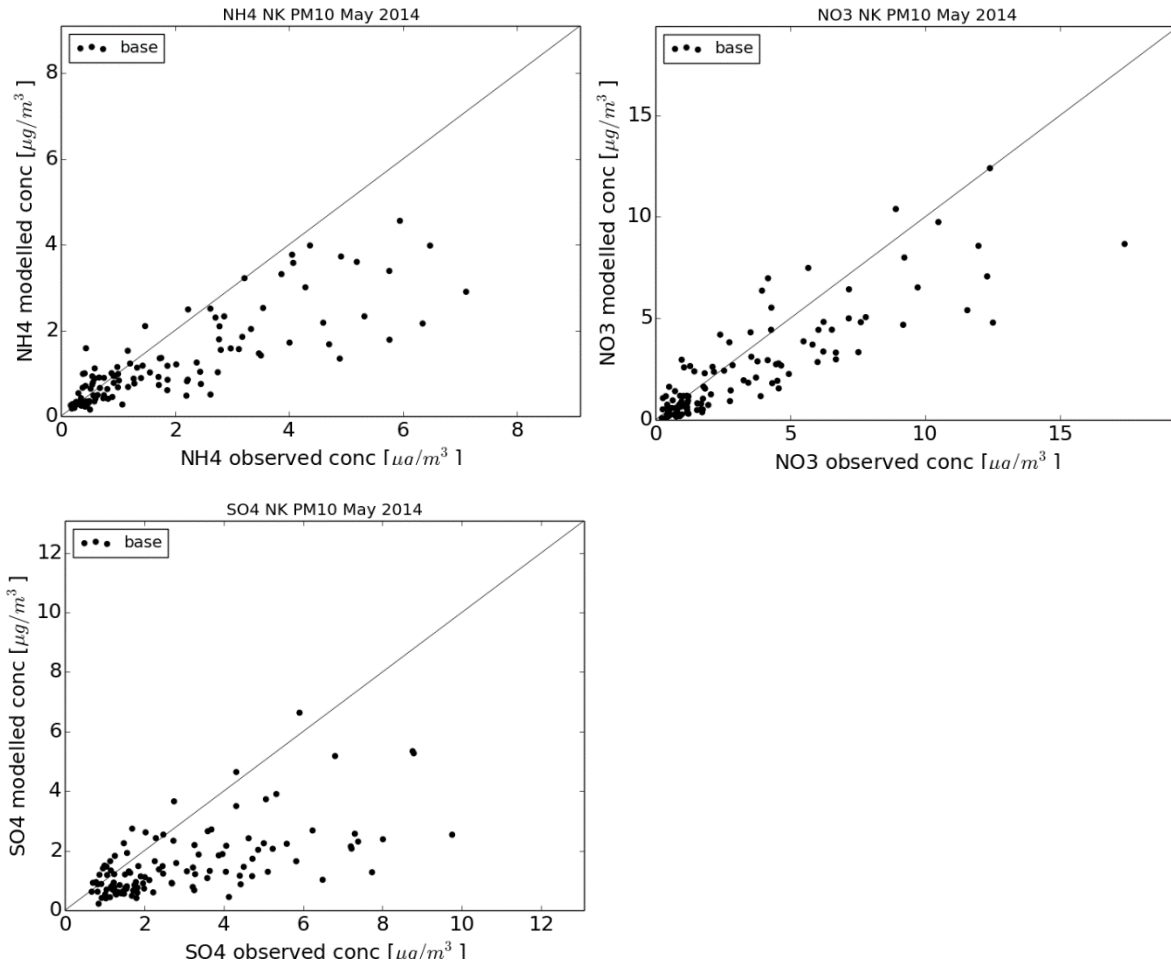 NH4 NK PM10 May 2014
base
NH4 modelled conc [μg/m³ ]
8
6
4
2
0
0 2 4 6 8
NH4 observed conc [μg/m³ ]
NO3 NK PM10 May 2014
base
NO3 modelled conc [μg/m³ ]
15
10
5
0
0 5 10 15
NO3 observed conc [μg/m³ ]
SO4 NK PM10 May 2014
base
SO4 modelled conc [μg/m³ ]
12
10
8
6
4
2
0
0 2 4 6 8 10 12
SO4 observed conc [μg/m³ ]